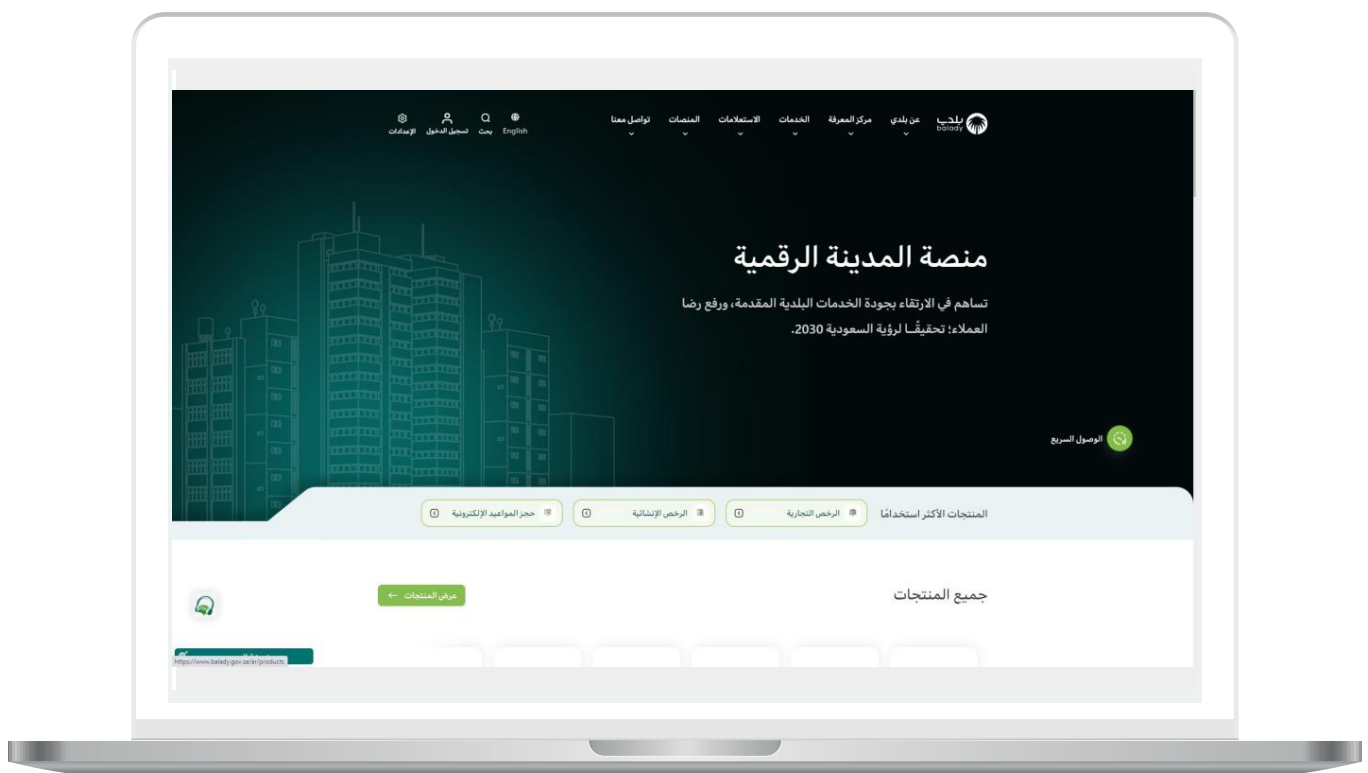 بلدي
balady
عن بلدي
مركز المعرفة
الخدمات
الاستعلامات
المنصات
تواصل معنا
English
بحث
تسجيل الدخول
الإعدادات
منصة المدينة الرقمية
تساهم في الارتقاء بجودة الخدمات البلدية المقدمة، ورفع رضا
العملاء؛ تحقيقًـا لرؤية السعودية 2030.
الوصول السريع
المنتجات الأكثر استخدامًا
الرخص التجارية
الرخص الإنشائية
حجز المواعيد الإلكترونية
جميع المنتجات
عرض المنتجات ←
https://www.balady.gov.sa/ar/products